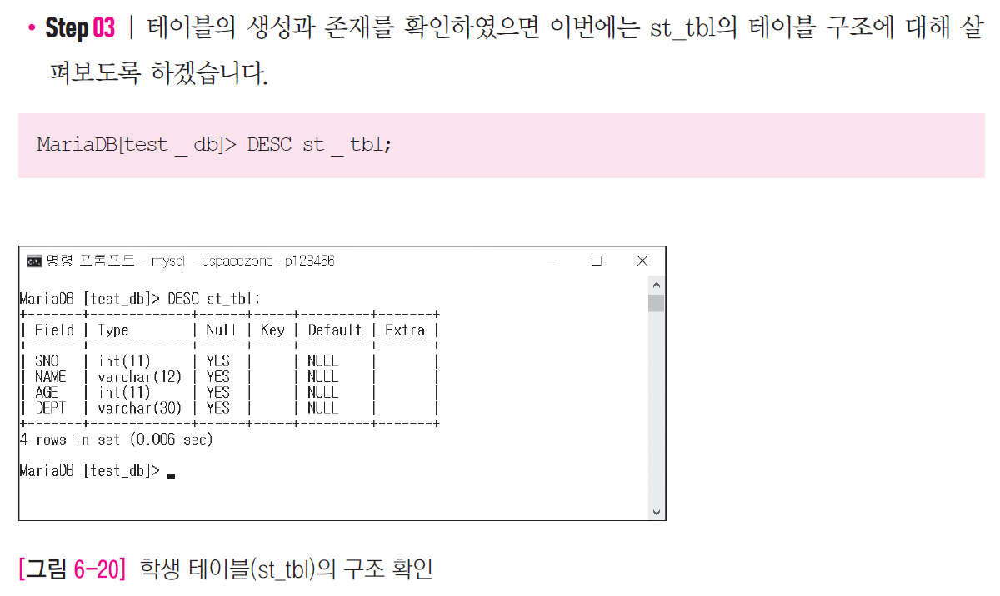 • Step 03 | 테이블의 생성과 존재를 확인하였으면 이번에는 st_tbl의 테이블 구조에 대해 살
펴보도록 하겠습니다.
MariaDB[test _ db]> DESC st _ tbl;
명령 프롬프트 - mysql -uspacezone -p123456
MariaDB [test_db]> DESC st_tbl;
+-------+-------------+------+-----+---------+-------+
| Field | Type | Null | Key | Default | Extra |
+-------+-------------+------+-----+---------+-------+
| SNO | int(11) | YES | | NULL | |
| NAME | varchar(12) | YES | | NULL | |
| AGE | int(11) | YES | | NULL | |
| DEPT | varchar(30) | YES | | NULL | |
+-------+-------------+------+-----+---------+-------+
4 rows in set (0.006 sec)
MariaDB [test_db]> _
[그림 6-20] 학생 테이블(st_tbl)의 구조 확인